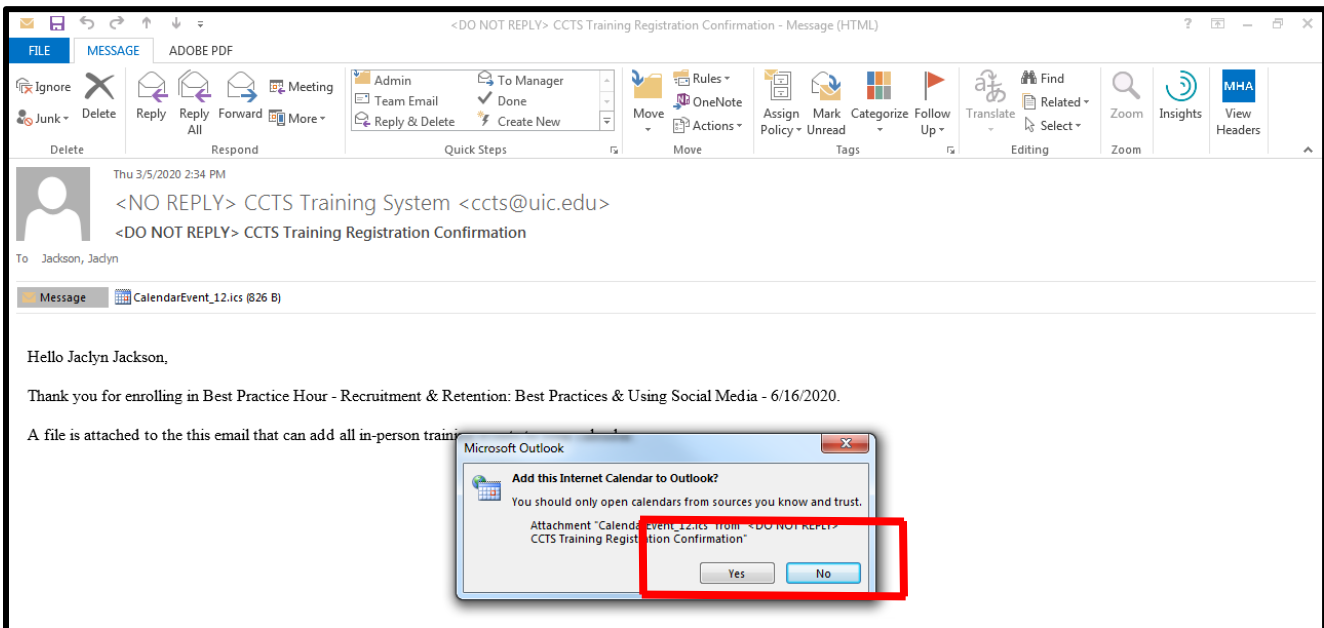 <DO NOT REPLY> CCTS Training Registration Confirmation - Message (HTML)
FILE MESSAGE ADOBE PDF
Ignore
Junk
Delete
Delete
Reply
Reply All
Forward
Meeting
More
Respond
Admin
Team Email
Reply & Delete
To Manager
Done
Create New
Quick Steps
Move
Rules
OneNote
Actions
Move
Assign Policy
Mark Unread
Categorize
Follow Up
Tags
Translate
Find
Related
Select
Editing
Zoom
Zoom
Insights
MHA
View Headers
Thu 3/5/2020 2:34 PM
<NO REPLY> CCTS Training System <ccts@uic.edu>
<DO NOT REPLY> CCTS Training Registration Confirmation
To Jackson, Jaclyn
Message CalendarEvent_12.ics (826 B)
Hello Jaclyn Jackson,
Thank you for enrolling in Best Practice Hour - Recruitment & Retention: Best Practices & Using Social Media - 6/16/2020.
A file is attached to the this email that can add all in-person
Microsoft Outlook
Add this Internet Calendar to Outlook?
You should only open calendars from sources you know and trust.
Attachment "CalendarEvent_12.ics" from "<DO NOT REPLY>
CCTS Training Registration Confirmation"
Yes No